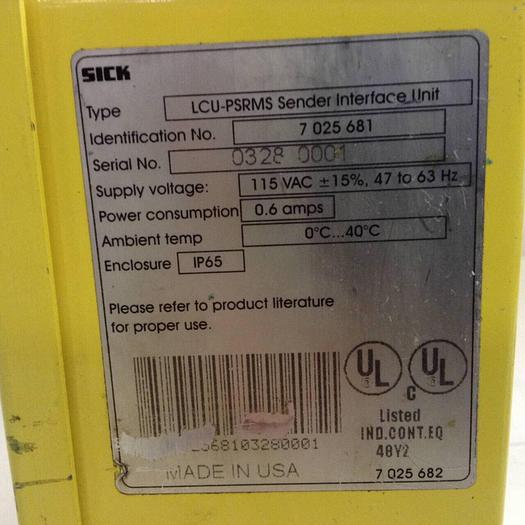 SICK
Type LCU-PSRMS Sender Interface Unit
Identification No. 7 025 681
Serial No. 0328 0001
Supply voltage: 115 VAC ±15%, 47 to 63 Hz
Power consumption 0.6 amps
Ambient temp 0°C...40°C
Enclosure IP65
Please refer to product literature
for proper use.
UL UL
C
Listed
IND.CONT.EQ
48Y2
568103280001
MADE IN USA
7 025 682